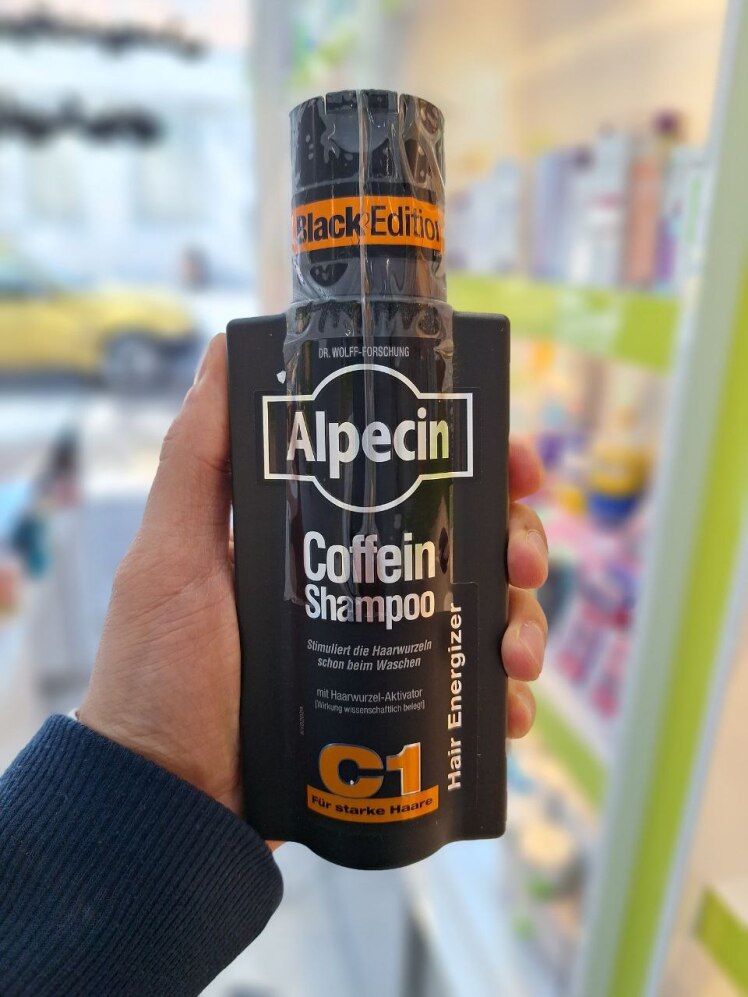 Black Edition
DR. WOLFF-FORSCHUNG
Alpecin
Coffein
Shampoo
Stimuliert die Haarwurzeln
schon beim Waschen
mit Haarwurzel-Aktivator
[Wirkung wissenschaftlich belegt]
C1
Für starke Haare
Hair Energizer